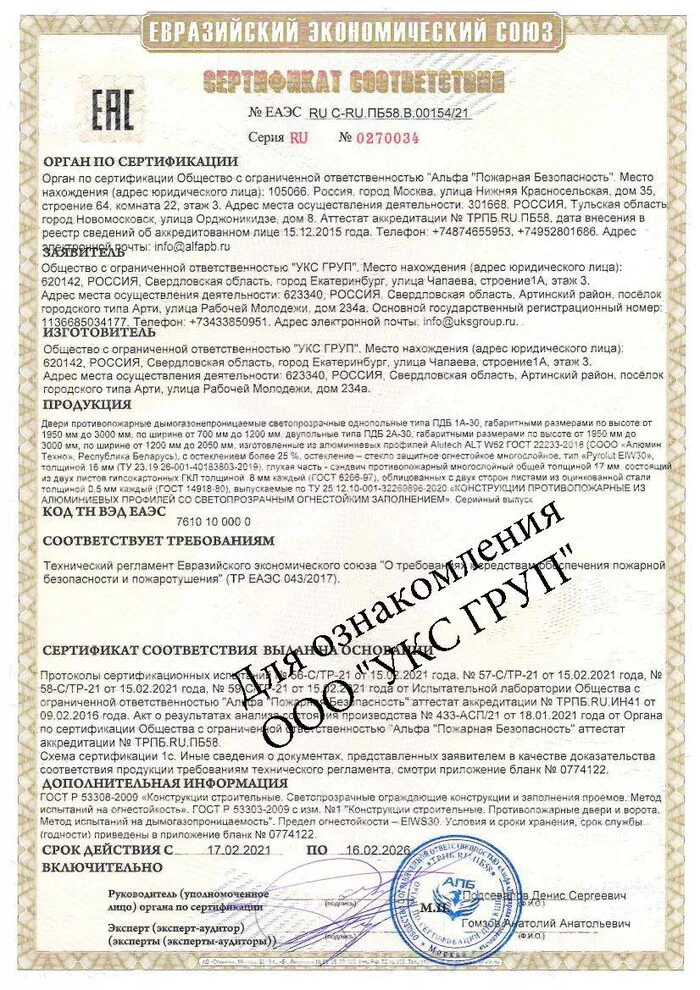 ЕВРАЗИЙСКИЙ ЭКОНОМИЧЕСКИЙ СОЮЗ
СЕРТИФИКАТ СООТВЕТСТВИЯ
ЕАС
№ ЕАЭС RU С-RU.ПБ58.В.00154/21
Серия RU № 0270034
ОРГАН ПО СЕРТИФИКАЦИИ
Орган по сертификации Общество с ограниченной ответственностью "Альфа "Пожарная Безопасность". Место
нахождения (адрес юридического лица): 105066, Россия, город Москва, улица Нижняя Красносельская, дом 35,
строение 64, комната 22, этаж 3. Адрес места осуществления деятельности: 301668, РОССИЯ, Тульская область,
город Новомосковск, улица Орджоникидзе, дом 8. Аттестат аккредитации № ТРПБ.RU.ПБ58, дата внесения в
реестр сведений об аккредитованном лице 15.12.2015 года. Телефон: +74874655953, +74952801686. Адрес
электронной почты: info@alfapb.ru
ЗАЯВИТЕЛЬ
Общество с ограниченной ответственностью "УКС ГРУП". Место нахождения (адрес юридического лица):
620142, РОССИЯ, Свердловская область, город Екатеринбург, улица Чапаева, строение1А, этаж 3.
Адрес места осуществления деятельности: 623340, РОССИЯ, Свердловская область, Артинский район, посёлок
городского типа Арти, улица Рабочей Молодежи, дом 234а. Основной государственный регистрационный номер:
1136685034177. Телефон: +73433850951. Адрес электронной почты: info@uksgroup.ru.
ИЗГОТОВИТЕЛЬ
Общество с ограниченной ответственностью "УКС ГРУП". Место нахождения (адрес юридического лица):
620142, РОССИЯ, Свердловская область, город Екатеринбург, улица Чапаева, строение1А, этаж 3.
Адрес места осуществления деятельности: 623340, РОССИЯ, Свердловская область, Артинский район, посёлок
городского типа Арти, улица Рабочей Молодежи, дом 234а.
ПРОДУКЦИЯ
Двери противопожарные дымогазонепроницаемые светопрозрачные однопольные типа ПДБ 1А-30, габаритными размерами по высоте от
1950 мм до 3000 мм, по ширине от 700 мм до 1200 мм, двупольные типа ПДБ 2А-30, габаритными размерами по высоте от 1950 мм до
3000 мм, по ширине от 1200 мм до 2050 мм, изготовленные из алюминиевых профилей Alutech ALT W62 ГОСТ 22233-2018 (СООО «Алюмин
Техно», Республика Беларусь), с остеклением более 25 %, остекление – стекло защитное огнестойкое многослойное, тип «Pyrolut EIW30»,
толщиной 16 мм (ТУ 23.19.26-001-40183803-2019), глухая часть - сэндвич противопожарный многослойный общей толщиной 17 мм, состоящий
из двух листов гипсокартонных ГКЛ толщиной 8 мм каждый (ГОСТ 6266-97), облицованных с двух сторон листами из оцинкованной стали
толщиной 0,5 мм каждый (ГОСТ 14918-80), выпускаемые по ТУ 25.12.10-001-32269896-2020 «КОНСТРУКЦИИ ПРОТИВОПОЖАРНЫЕ ИЗ
АЛЮМИНИЕВЫХ ПРОФИЛЕЙ СО СВЕТОПРОЗРАЧНЫМ ОГНЕСТОЙКИМ ЗАПОЛНЕНИЕМ». Серийный выпуск
КОД ТН ВЭД ЕАЭС
7610 10 000 0
СООТВЕТСТВУЕТ ТРЕБОВАНИЯМ
Технический регламент Евразийского экономического союза "О требованиях к средствам обеспечения пожарной
безопасности и пожаротушения" (ТР ЕАЭС 043/2017).
Для ознакомления
ООО "УКС ГРУП"
СЕРТИФИКАТ СООТВЕТСТВИЯ ВЫДАН НА ОСНОВАНИИ
Протоколы сертификационных испытаний № 56-С/ТР-21 от 15.02.2021 года, № 57-С/ТР-21 от 15.02.2021 года, №
58-С/ТР-21 от 15.02.2021 года, № 59-С/ТР-21 от 15.02.2021 года от Испытательной лаборатории Общества с
ограниченной ответственностью "Альфа "Пожарная Безопасность" аттестат аккредитации № ТРПБ.RU.ИН41 от
09.02.2016 года. Акт о результатах анализа состояния производства № 433-АСП/21 от 18.01.2021 года от Органа
по сертификации Общества с ограниченной ответственностью "Альфа "Пожарная Безопасность" аттестат
аккредитации № ТРПБ.RU.ПБ58.
Схема сертификации 1с. Иные сведения о документах, представленных заявителем в качестве доказательства
соответствия продукции требованиям технического регламента, смотри приложение бланк № 0774122.
ДОПОЛНИТЕЛЬНАЯ ИНФОРМАЦИЯ
ГОСТ Р 53308-2009 «Конструкции строительные. Светопрозрачные ограждающие конструкции и заполнения проемов. Метод
испытаний на огнестойкость». ГОСТ Р 53303-2009 с изм. №1 "Конструкции строительные. Противопожарные двери и ворота.
Метод испытаний на дымогазопроницаемость". Предел огнестойкости – EIWS30. Условия и сроки хранения, срок службы
(годности) приведены в приложение бланк № 0774122.
СРОК ДЕЙСТВИЯ С 17.02.2021 ПО 16.02.2026
ВКЛЮЧИТЕЛЬНО
Руководитель (уполномоченное
лицо) органа по сертификации
(подпись)
М.П.
Подсевалов Денис Сергеевич
(Ф.И.О.)
Эксперт (эксперт-аудитор)
(эксперты (эксперты-аудиторы))
(подпись)
Гомзов Анатолий Анатольевич
(Ф.И.О.)
АПБ
Москва